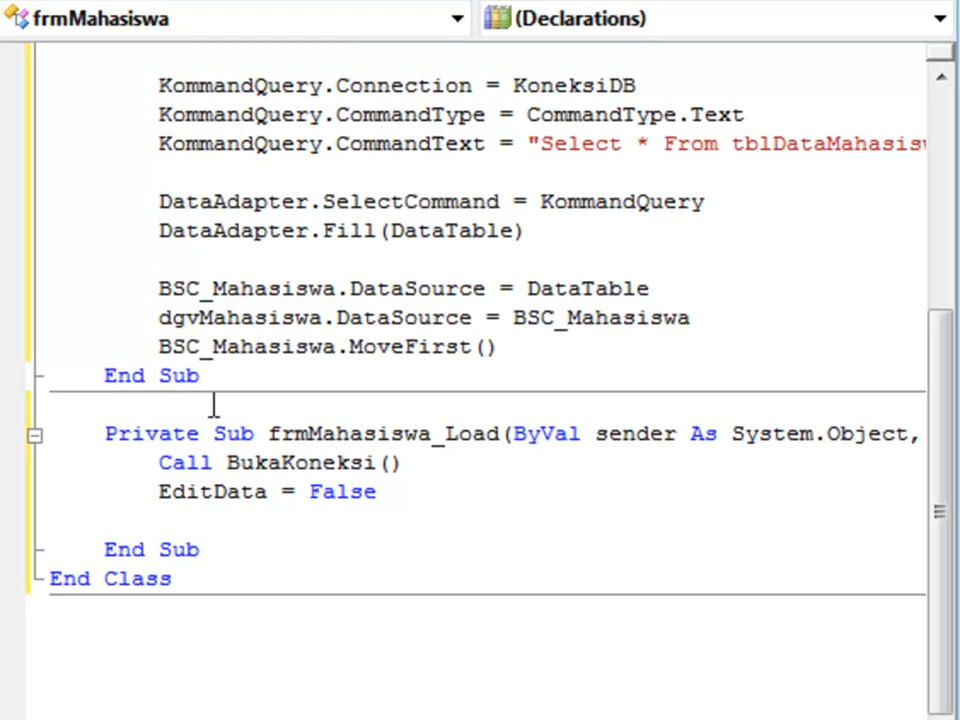 frmMahasiswa
(Declarations)
KommandQuery.Connection = KoneksiDB
KommandQuery.CommandType = CommandType.Text
KommandQuery.CommandText = "Select * From tblDataMahasisw
DataAdapter.SelectCommand = KommandQuery
DataAdapter.Fill(DataTable)
BSC_Mahasiswa.DataSource = DataTable
dgvMahasiswa.DataSource = BSC_Mahasiswa
BSC_Mahasiswa.MoveFirst()
End Sub
Private Sub frmMahasiswa_Load(ByVal sender As System.Object,
Call BukaKoneksi()
EditData = False
End Sub
End Class